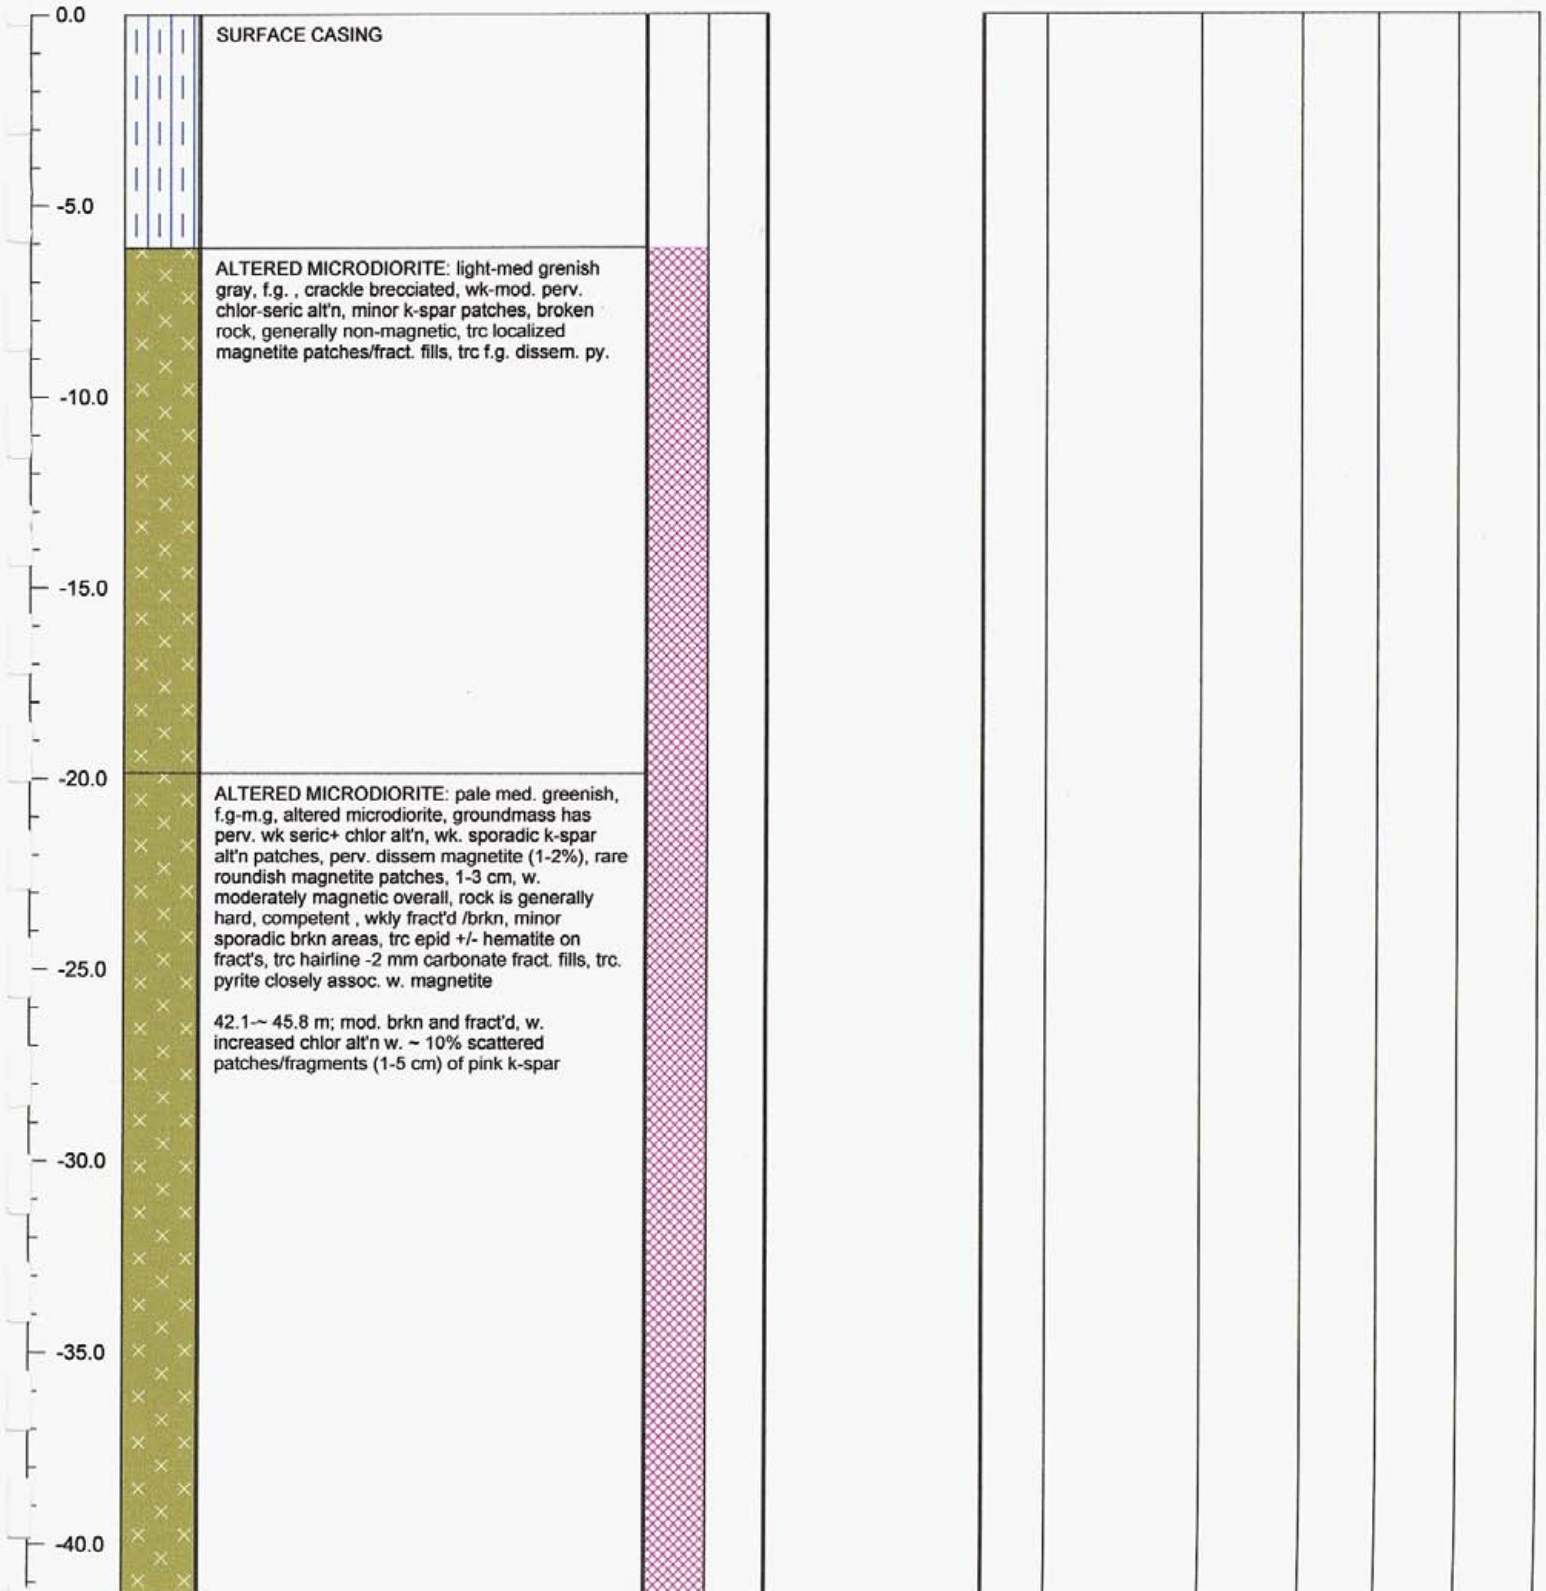 0.0
SURFACE CASING
-5.0
ALTERED MICRODIORITE: light-med grenish
gray, f.g. , crackle brecciated, wk-mod. perv.
chlor-seric alt'n, minor k-spar patches, broken
rock, generally non-magnetic, trc localized
magnetite patches/fract. fills, trc f.g. dissem. py.
-10.0
-15.0
-20.0
ALTERED MICRODIORITE: pale med. greenish,
f.g-m.g, altered microdiorite, groundmass has
perv. wk seric+ chlor alt'n, wk. sporadic k-spar
alt'n patches, perv. dissem magnetite (1-2%), rare
roundish magnetite patches, 1-3 cm, w.
moderately magnetic overall, rock is generally
hard, competent , wkly fract'd /brkn, minor
sporadic brkn areas, trc epid +/- hematite on
fract's, trc hairline -2 mm carbonate fract. fills, trc.
pyrite closely assoc. w. magnetite
-25.0
42.1-~ 45.8 m; mod. brkn and fract'd, w.
increased chlor alt'n w. ~ 10% scattered
patches/fragments (1-5 cm) of pink k-spar
-30.0
-35.0
-40.0